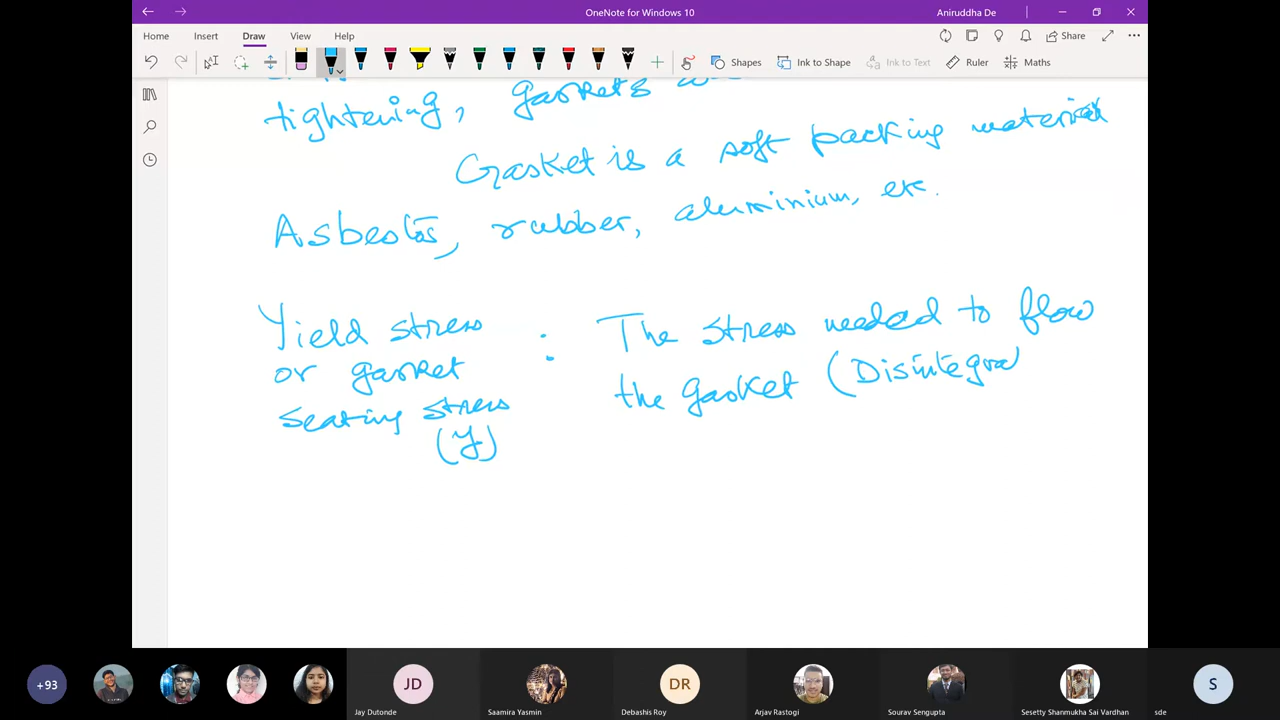 OneNote for Windows 10
Aniruddha De
Home Insert Draw View Help
Share
Shapes Ink to Shape Ink to Text Ruler Maths
tightening, gaskets
Gasket is a soft packing material
Asbestos, rubber, aluminium, etc.
Yield stress : The stress needed to flow
or gasket the gasket (Disintegra
seating stress
(y)
+93
JD
DR
S
Jay Dutonde Saamira Yasmin Debashis Roy Arjav Rastogi Sourav Sengupta Sesetty Shanmukha Sai Vardhan sde